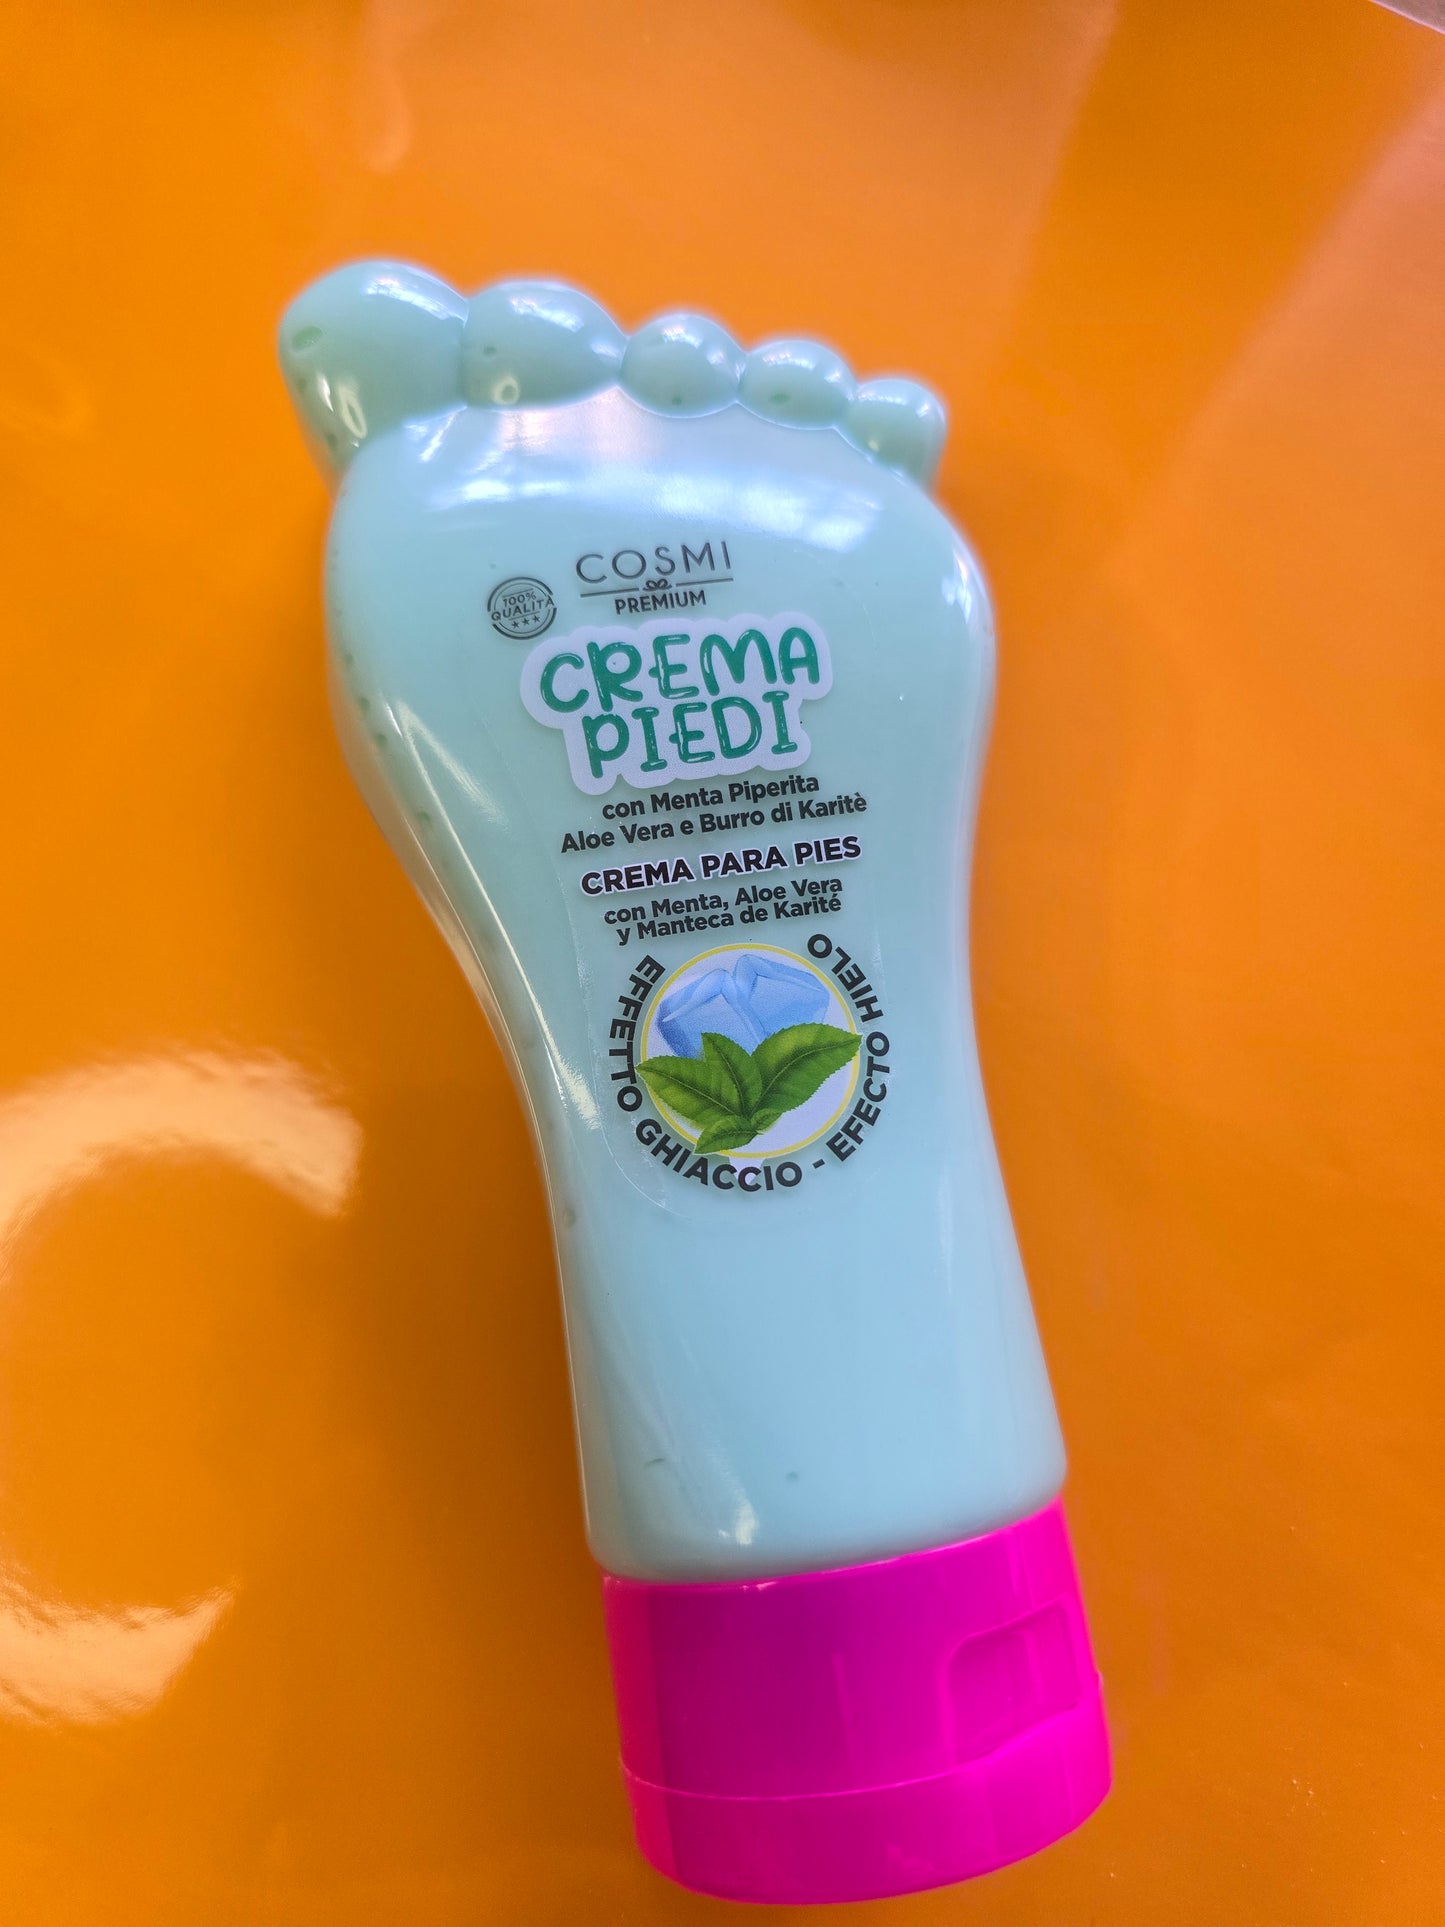 COSMI
PREMIUM
100%
QUALITÀ
CREMA
PIEDI
con Menta Piperita
Aloe Vera e Burro di Karitè
CREMA PARA PIES
con Menta, Aloe Vera
y Manteca de Karité
EFFETTO GHIACCIO - EFECTO HIELO